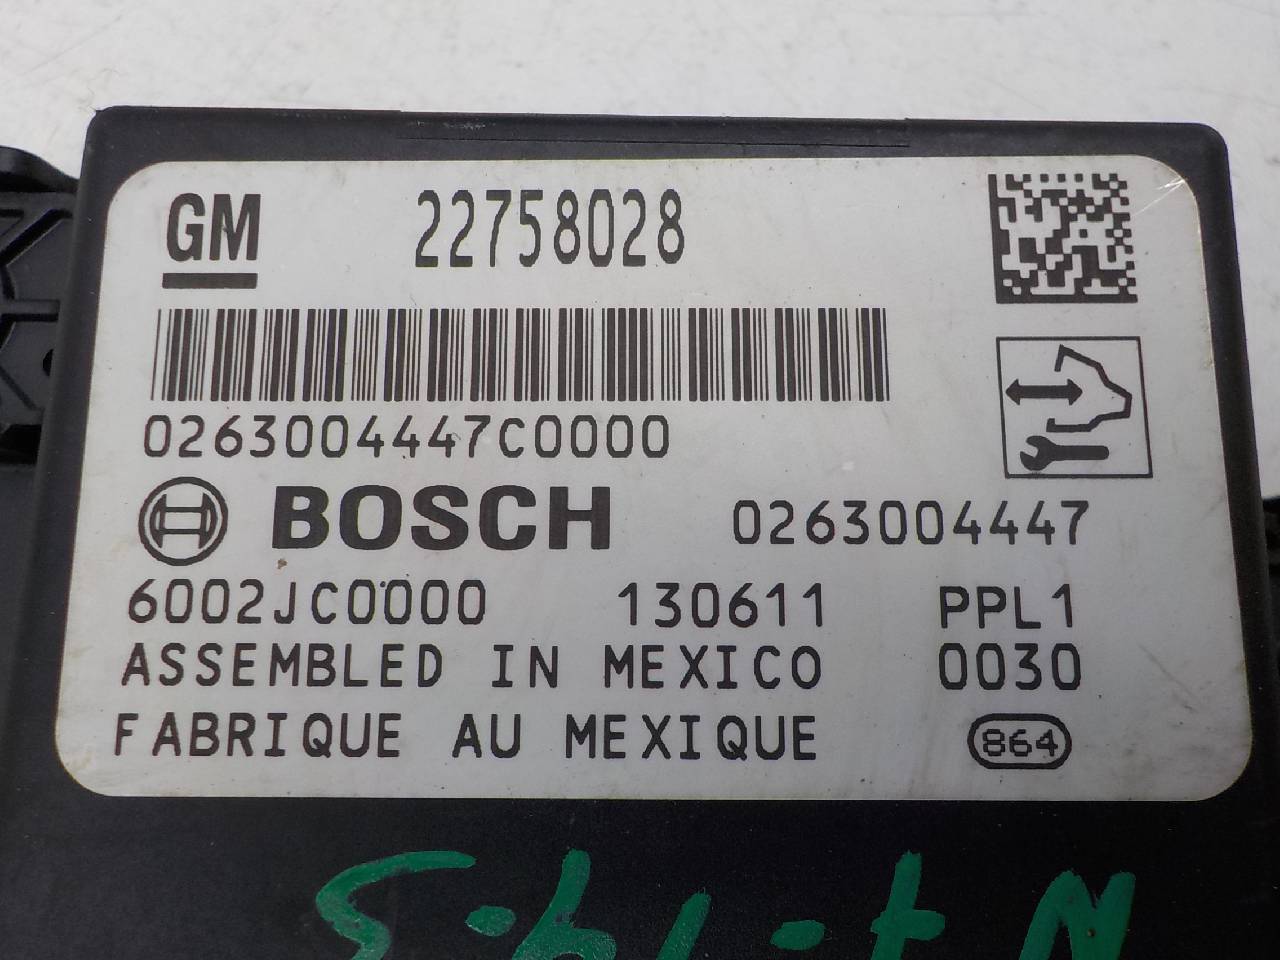 GM 22758028
0263004447C0000
BOSCH 0263004447
6002JC0000 130611 PPL1
ASSEMBLED IN MEXICO 0030
FABRIQUE AU MEXIQUE 864